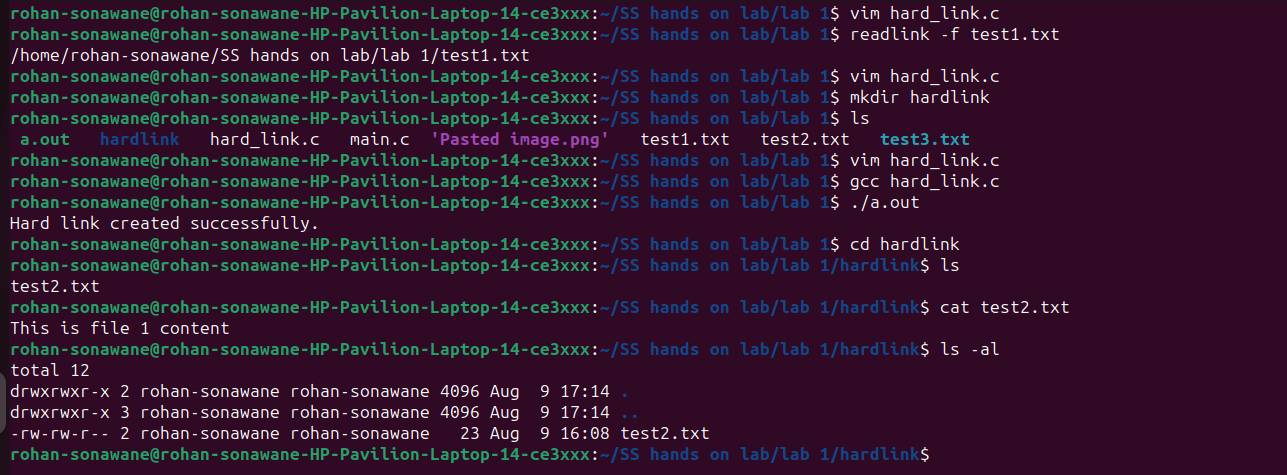 rohan-sonawane@rohan-sonawane-HP-Pavilion-Laptop-14-ce3xxx:~/SS hands on lab/lab 1$ vim hard_link.c
rohan-sonawane@rohan-sonawane-HP-Pavilion-Laptop-14-ce3xxx:~/SS hands on lab/lab 1$ readlink -f test1.txt
/home/rohan-sonawane/SS hands on lab/lab 1/test1.txt
rohan-sonawane@rohan-sonawane-HP-Pavilion-Laptop-14-ce3xxx:~/SS hands on lab/lab 1$ vim hard_link.c
rohan-sonawane@rohan-sonawane-HP-Pavilion-Laptop-14-ce3xxx:~/SS hands on lab/lab 1$ mkdir hardlink
rohan-sonawane@rohan-sonawane-HP-Pavilion-Laptop-14-ce3xxx:~/SS hands on lab/lab 1$ ls
a.out   hardlink   hard_link.c   main.c  'Pasted image.png'   test1.txt   test2.txt   test3.txt
rohan-sonawane@rohan-sonawane-HP-Pavilion-Laptop-14-ce3xxx:~/SS hands on lab/lab 1$ vim hard_link.c
rohan-sonawane@rohan-sonawane-HP-Pavilion-Laptop-14-ce3xxx:~/SS hands on lab/lab 1$ gcc hard_link.c
rohan-sonawane@rohan-sonawane-HP-Pavilion-Laptop-14-ce3xxx:~/SS hands on lab/lab 1$ ./a.out
Hard link created successfully.
rohan-sonawane@rohan-sonawane-HP-Pavilion-Laptop-14-ce3xxx:~/SS hands on lab/lab 1$ cd hardlink
rohan-sonawane@rohan-sonawane-HP-Pavilion-Laptop-14-ce3xxx:~/SS hands on lab/lab 1/hardlink$ ls
test2.txt
rohan-sonawane@rohan-sonawane-HP-Pavilion-Laptop-14-ce3xxx:~/SS hands on lab/lab 1/hardlink$ cat test2.txt
This is file 1 content
rohan-sonawane@rohan-sonawane-HP-Pavilion-Laptop-14-ce3xxx:~/SS hands on lab/lab 1/hardlink$ ls -al
total 12
drwxrwxr-x 2 rohan-sonawane rohan-sonawane 4096 Aug  9 17:14 .
drwxrwxr-x 3 rohan-sonawane rohan-sonawane 4096 Aug  9 17:14 ..
-rw-rw-r-- 2 rohan-sonawane rohan-sonawane   23 Aug  9 16:08 test2.txt
rohan-sonawane@rohan-sonawane-HP-Pavilion-Laptop-14-ce3xxx:~/SS hands on lab/lab 1/hardlink$